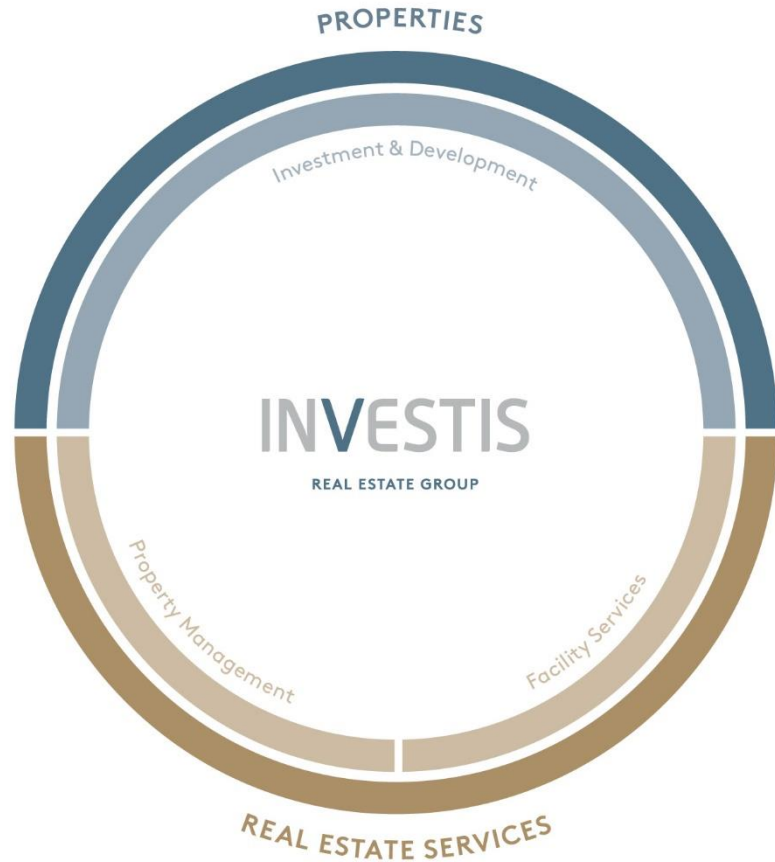 PROPERTIES
Investment & Development
INVESTIS
REAL ESTATE GROUP
Property Management
Facility Services
REAL ESTATE SERVICES